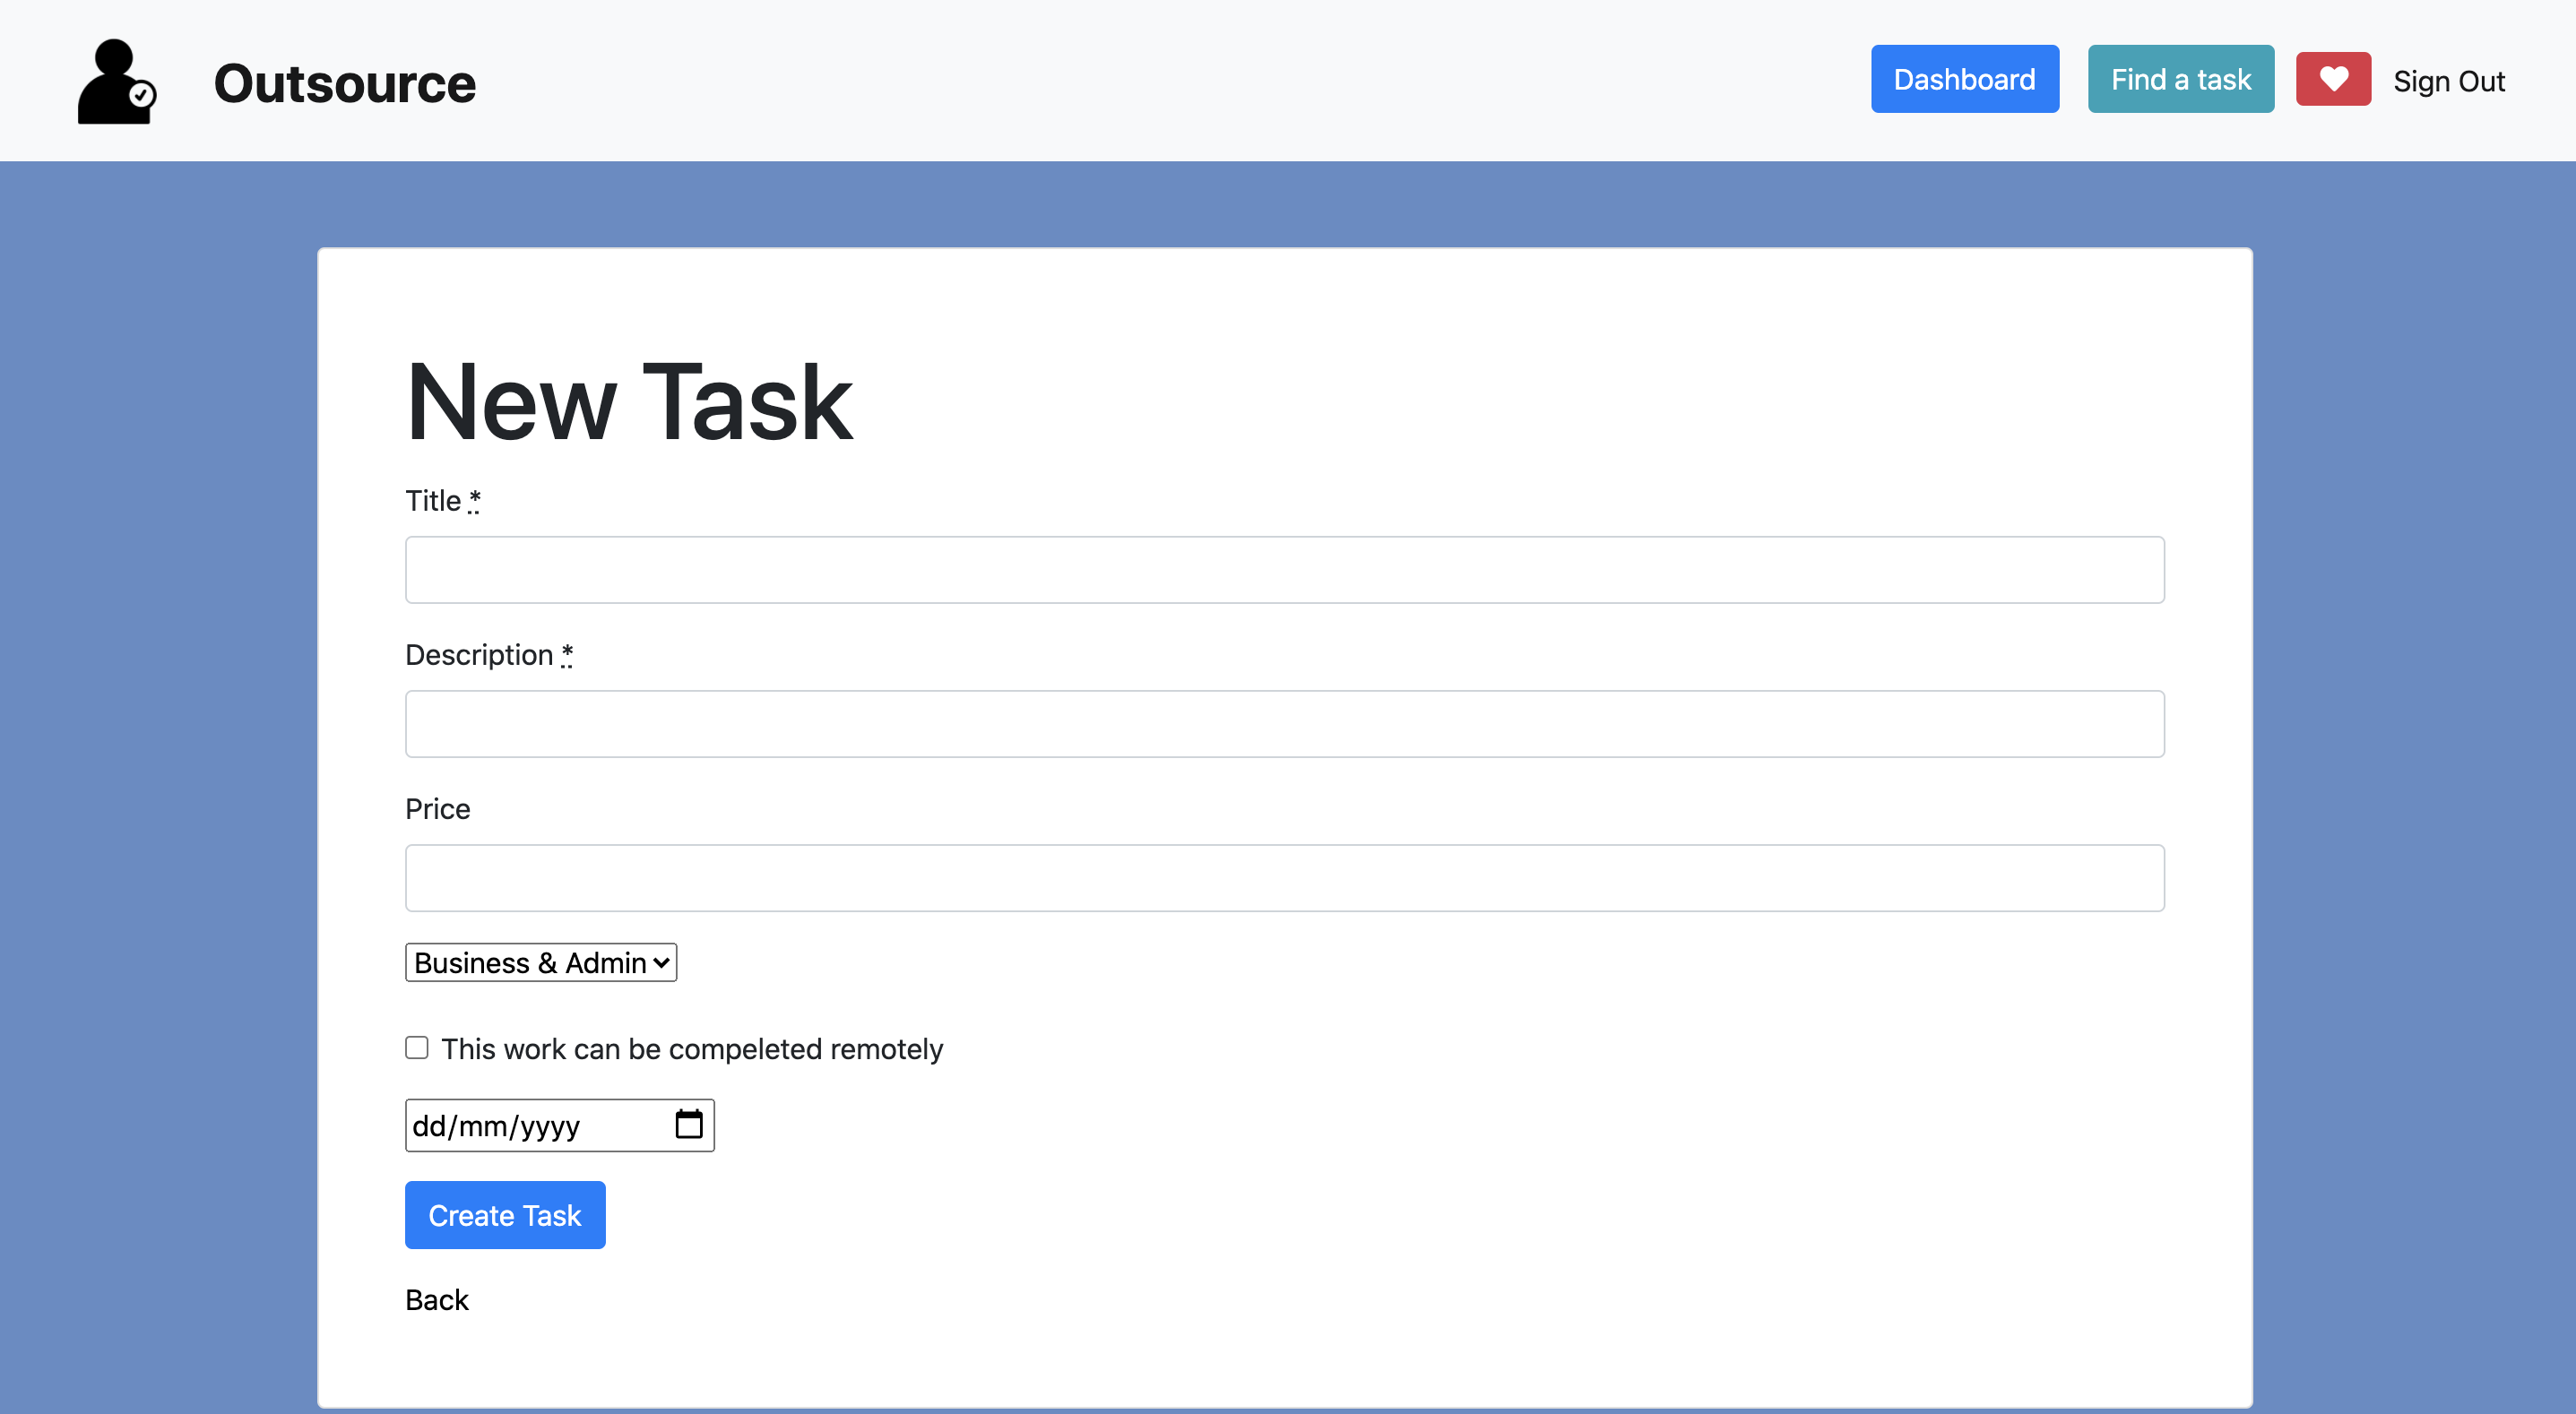 Outsource
Dashboard Find a task Sign Out
New Task
Title *
Description *
Price
Business & Admin
This work can be compeleted remotely
dd/mm/yyyy
Create Task
Back